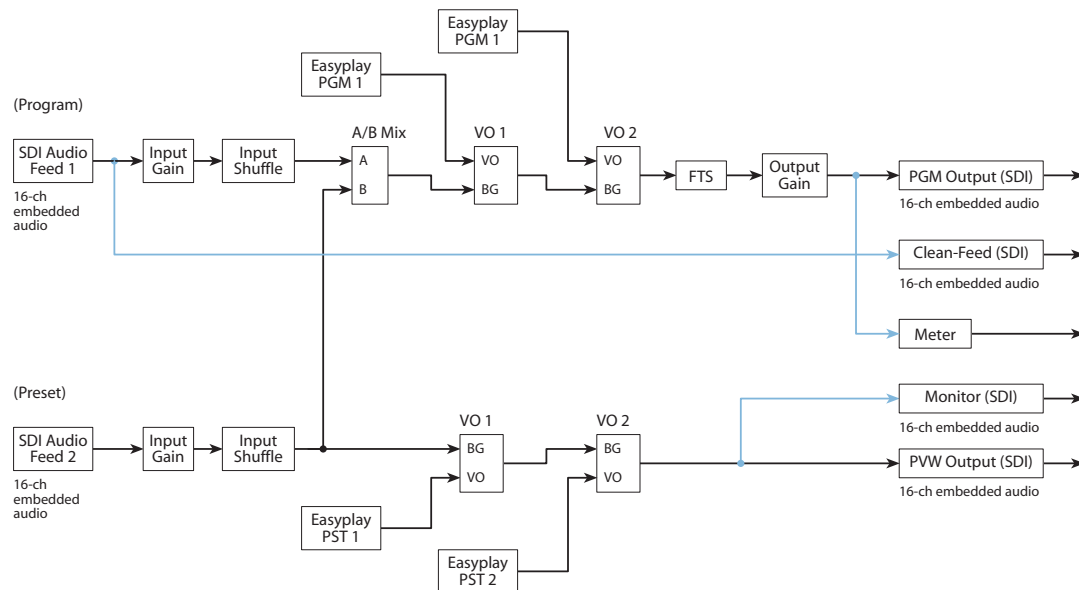 Easyplay
PGM 1
Easyplay
PGM 1
(Program)
A/B Mix
VO 1
VO 2
SDI Audio
Feed 1
Input
Gain
Input
Shuffle
A
B
VO
BG
VO
BG
FTS
Output
Gain
PGM Output (SDI)
16-ch
embedded
audio
16-ch embedded audio
Clean-Feed (SDI)
16-ch embedded audio
Meter
(Preset)
Monitor (SDI)
16-ch embedded audio
VO 1
VO 2
SDI Audio
Feed 2
Input
Gain
Input
Shuffle
BG
VO
BG
VO
PVW Output (SDI)
16-ch embedded audio
16-ch
embedded
audio
Easyplay
PST 1
Easyplay
PST 2